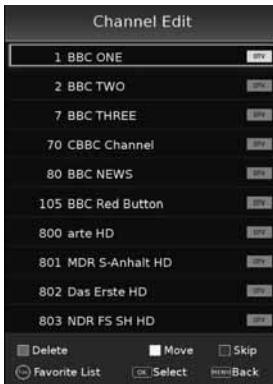 Channel Edit
1 BBC ONE DTV
2 BBC TWO DTV
7 BBC THREE DTV
70 CBBC Channel DTV
80 BBC NEWS DTV
105 BBC Red Button DTV
800 arte HD DTV
801 MDR S-Anhalt HD DTV
802 Das Erste HD DTV
803 NDR FS SH HD DTV
Delete Move Skip
Favorite List OK Select MENU Back